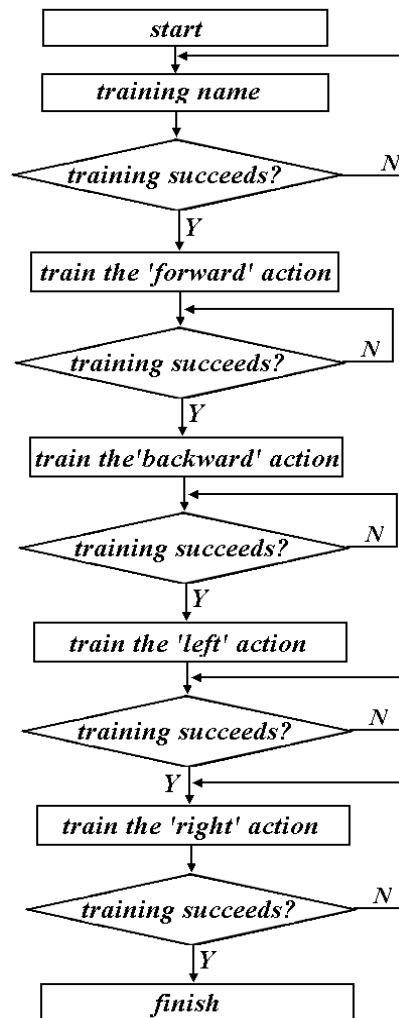 start
training name
training succeeds?
N
Y
train the 'forward' action
training succeeds?
N
Y
train the'backward' action
training succeeds?
N
Y
train the 'left' action
training succeeds?
N
Y
train the 'right' action
training succeeds?
N
Y
finish